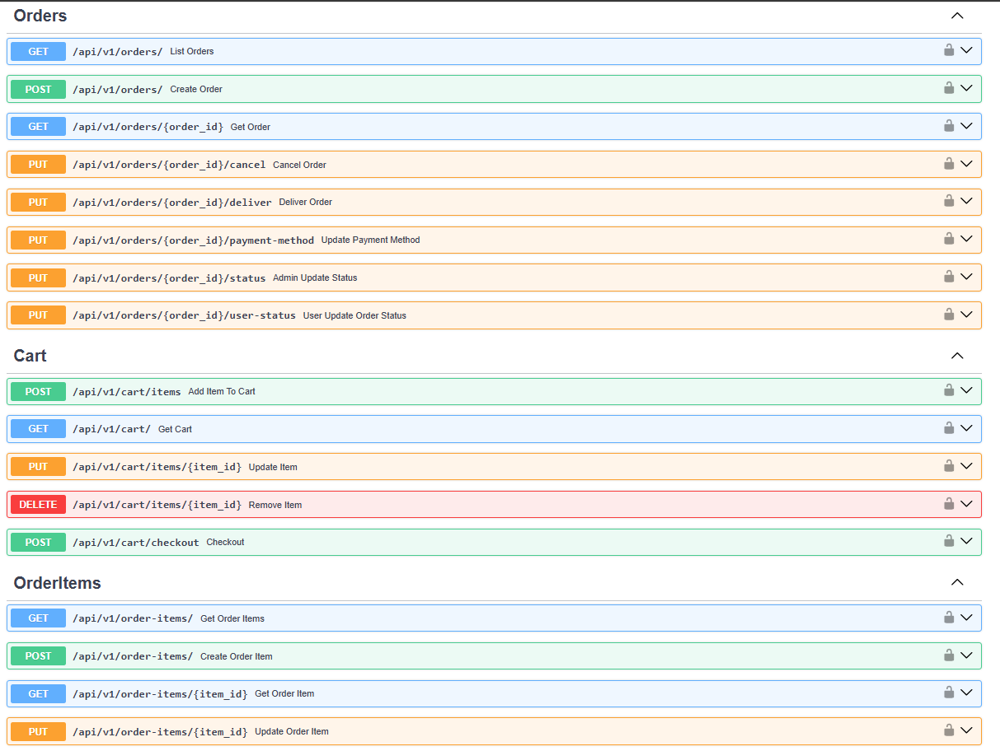 Orders
GET /api/v1/orders/ List Orders
POST /api/v1/orders/ Create Order
GET /api/v1/orders/{order_id} Get Order
PUT /api/v1/orders/{order_id}/cancel Cancel Order
PUT /api/v1/orders/{order_id}/deliver Deliver Order
PUT /api/v1/orders/{order_id}/payment-method Update Payment Method
PUT /api/v1/orders/{order_id}/status Admin Update Status
PUT /api/v1/orders/{order_id}/user-status User Update Order Status
Cart
POST /api/v1/cart/items Add Item To Cart
GET /api/v1/cart/ Get Cart
PUT /api/v1/cart/items/{item_id} Update Item
DELETE /api/v1/cart/items/{item_id} Remove Item
POST /api/v1/cart/checkout Checkout
OrderItems
GET /api/v1/order-items/ Get Order Items
POST /api/v1/order-items/ Create Order Item
GET /api/v1/order-items/{item_id} Get Order Item
PUT /api/v1/order-items/{item_id} Update Order Item